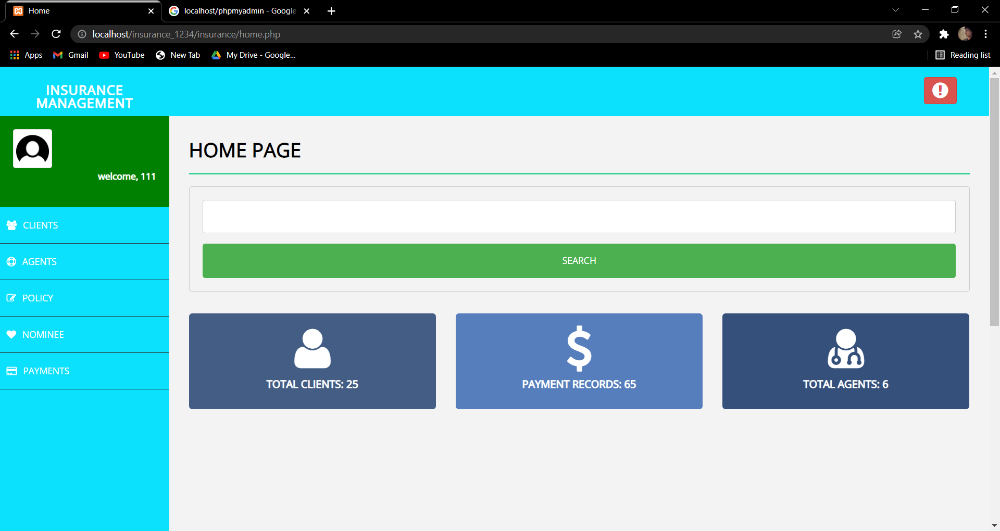 Home
localhost/phpmyadmin - Google
localhost/insurance_1234/insurance/home.php
Apps
Gmail
YouTube
New Tab
My Drive - Google...
Reading list
INSURANCE
MANAGEMENT
welcome, 111
CLIENTS
AGENTS
POLICY
NOMINEE
PAYMENTS
HOME PAGE
SEARCH
TOTAL CLIENTS: 25
PAYMENT RECORDS: 65
TOTAL AGENTS: 6